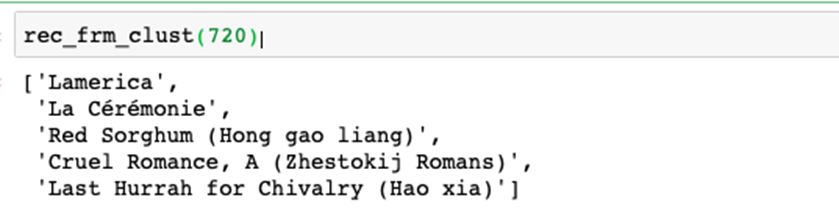 rec_frm_clust(720)
['Lamerica',
'La Cérémonie',
'Red Sorghum (Hong gao liang)',
'Cruel Romance, A (Zhestokij Romans)',
'Last Hurrah for Chivalry (Hao xia)']